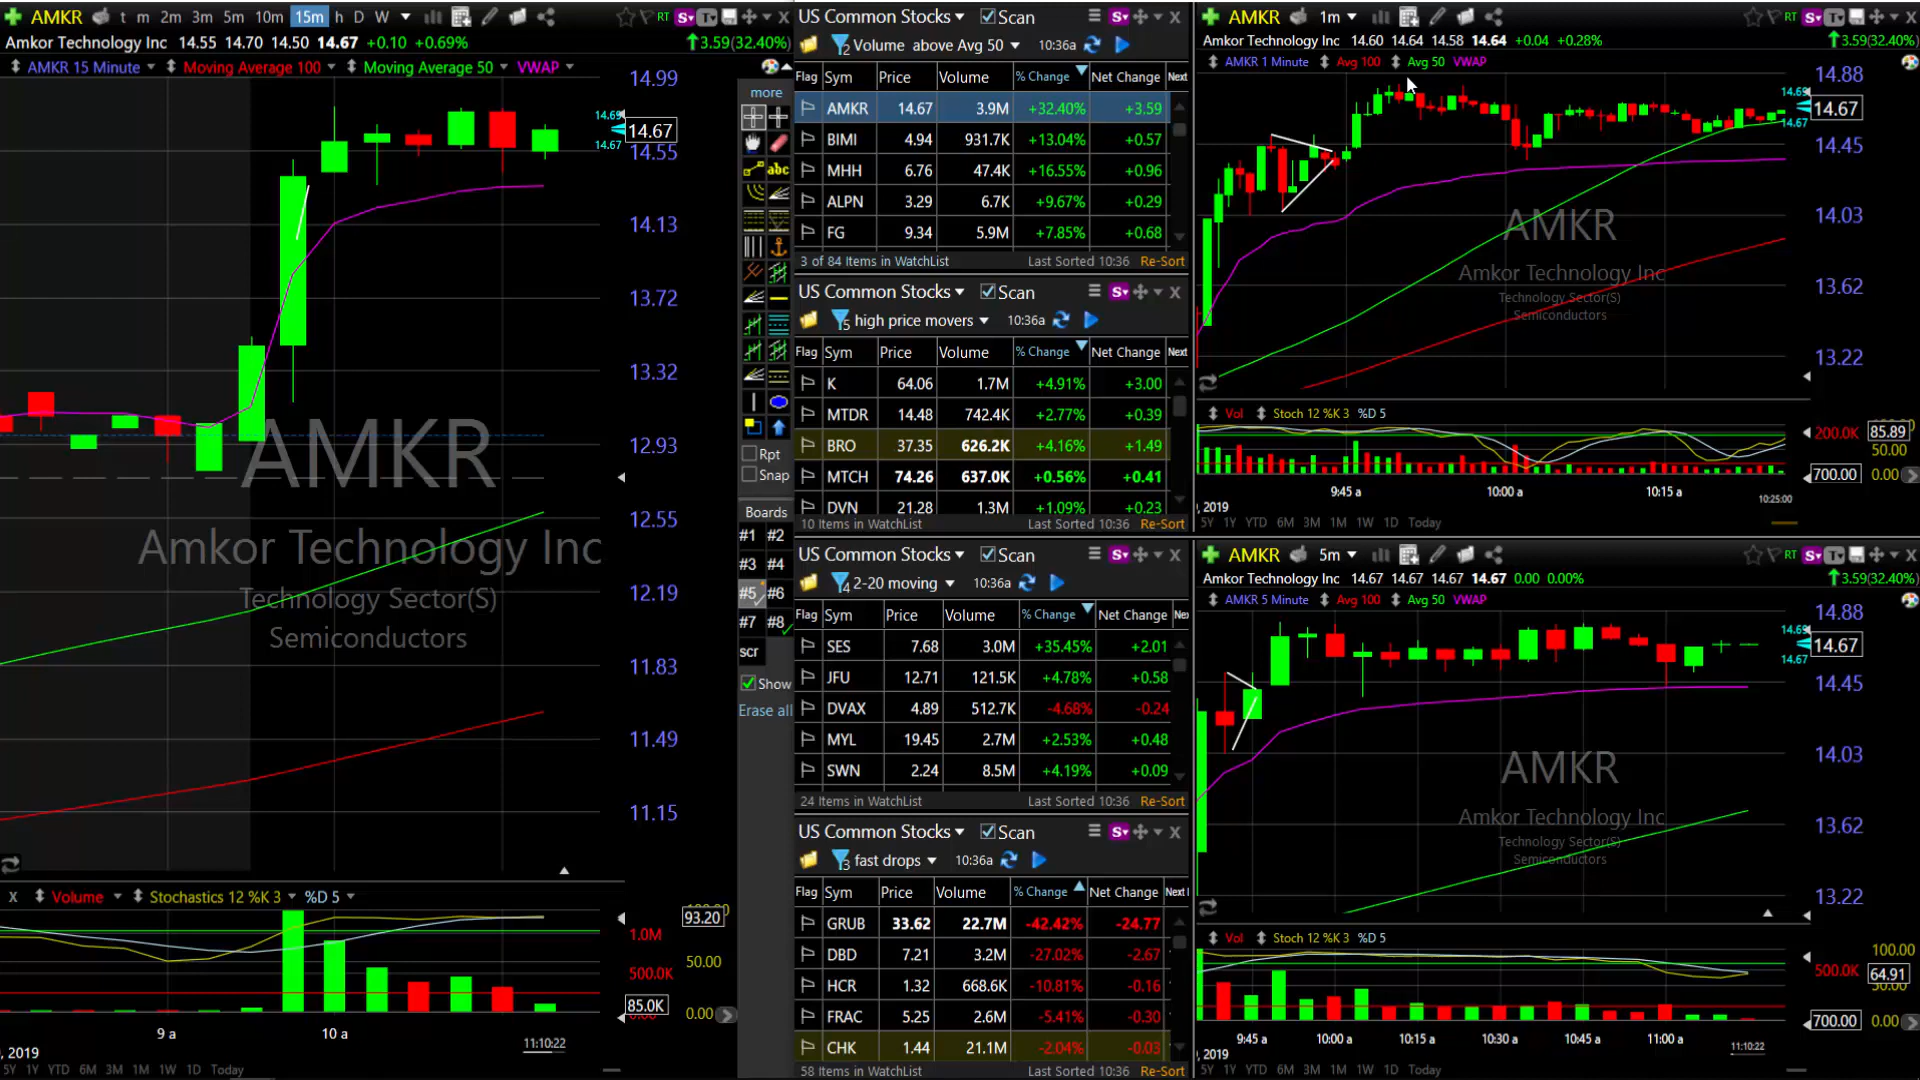 AMKR t m 2m 3m 5m 10m 15m h D W RT
Amkor Technology Inc 14.55 14.70 14.50 14.67 +0.10 +0.69% 3.59(32.40%)
AMKR 15 Minute Moving Average 100 Moving Average 50 VWAP
14.99
14.67
14.67
14.55
14.13
13.72
13.32
12.93
12.55
12.19
11.83
11.49
11.15
AMKR
Amkor Technology Inc
Technology Sector(S)
Semiconductors
X Volume Stochastics 12 %K 3 %D 5
93.20
1.0M
50.00
500.0K
85.0K
0.00
9 a 10 a 11:10:22
, 2019
5Y 1Y YTD 6M 3M 1M 1W 1D Today
more
abc
Rpt
Snap
Boards
#1 #2
#3 #4
#5 #6
#7 #8
scr
Show
Erase all
US Common Stocks Scan
2 Volume above Avg 50 10:36a
Flag Sym Price Volume % Change Net Change Next
AMKR 14.67 3.9M +32.40% +3.59
BIMI 4.94 931.7K +13.04% +0.57
MHH 6.76 47.4K +16.55% +0.96
ALPN 3.29 6.7K +9.67% +0.29
FG 9.34 5.9M +7.85% +0.68
3 of 84 Items in WatchList Last Sorted 10:36 Re-Sort
US Common Stocks Scan
5 high price movers 10:36a
Flag Sym Price Volume % Change Net Change Next
K 64.06 1.7M +4.91% +3.00
MTDR 14.48 742.4K +2.77% +0.39
BRO 37.35 626.2K +4.16% +1.49
MTCH 74.26 637.0K +0.56% +0.41
DVN 21.28 1.3M +1.09% +0.23
10 Items in WatchList Last Sorted 10:36 Re-Sort
US Common Stocks Scan
4 2-20 moving 10:36a
Flag Sym Price Volume % Change Net Change
SES 7.68 3.0M +35.45% +2.01
JFU 12.71 121.5K +4.78% +0.58
DVAX 4.89 512.7K -4.68% -0.24
MYL 19.45 2.7M +2.53% +0.48
SWN 2.24 8.5M +4.19% +0.09
24 Items in WatchList Last Sorted 10:36 Re-Sort
US Common Stocks Scan
3 fast drops 10:36a
Flag Sym Price Volume % Change Net Change Next
GRUB 33.62 22.7M -42.42% -24.77
DBD 7.21 3.2M -27.02% -2.67
HCR 1.32 668.6K -10.81% -0.16
FRAC 5.25 2.6M -5.41% -0.30
CHK 1.44 21.1M -2.04% -0.03
58 Items in WatchList Last Sorted 10:36 Re-Sort
AMKR 1m RT
Amkor Technology Inc 14.60 14.64 14.58 14.64 +0.04 +0.28% 3.59(32.40%)
AMKR 1 Minute Avg 100 Avg 50 VWAP
14.88
14.67
14.67
14.45
14.03
13.62
13.22
AMKR
Amkor Technology Inc
Technology Sector(S)
Semiconductors
Vol Stoch 12 %K 3 %D 5
200.0K 85.89
50.00
700.00 0.00
9:45 a 10:00 a 10:15 a 10:25:00
, 2019
5Y 1Y YTD 6M 3M 1M 1W 1D Today
AMKR 5m RT
Amkor Technology Inc 14.67 14.67 14.67 14.67 0.00 0.00% 3.59(32.40%)
AMKR 5 Minute Avg 100 Avg 50 VWAP
14.88
14.67
14.67
14.45
14.03
13.62
13.22
AMKR
Amkor Technology Inc
Technology Sector(S)
Semiconductors
Vol Stoch 12 %K 3 %D 5
100.00
500.0K 64.91
700.00 0.00
9:45 a 10:00 a 10:15 a 10:30 a 10:45 a 11:00 a 11:10:22
2019
5Y 1Y YTD 6M 3M 1M 1W 1D Today